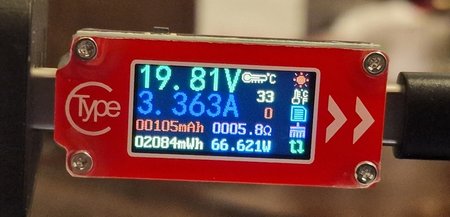 Type C
19.81V °C
33
3.363A 0
00105mAh 0005.8Ω
02084mWh 66.621W